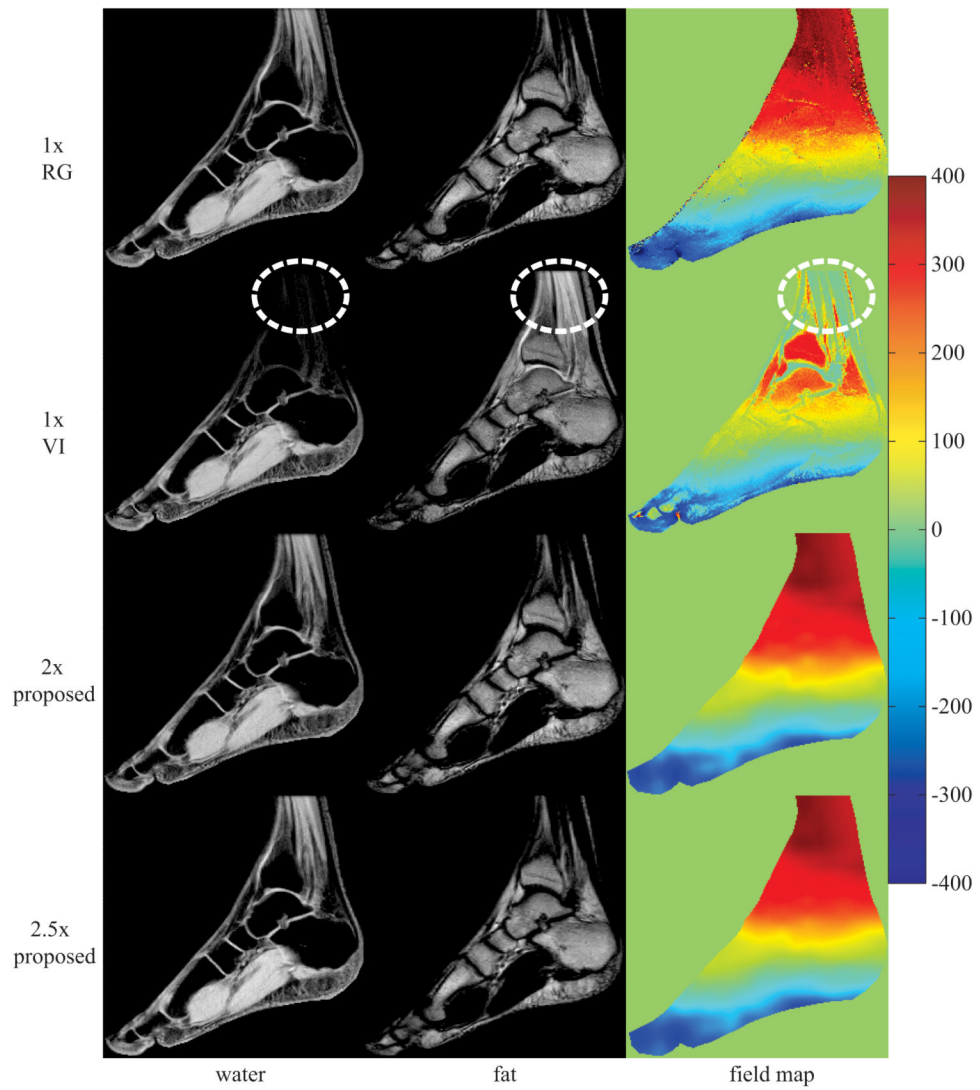 1x
RG
1x
VI
2x
proposed
2.5x
proposed
400
300
200
100
0
-100
-200
-300
-400
water fat field map